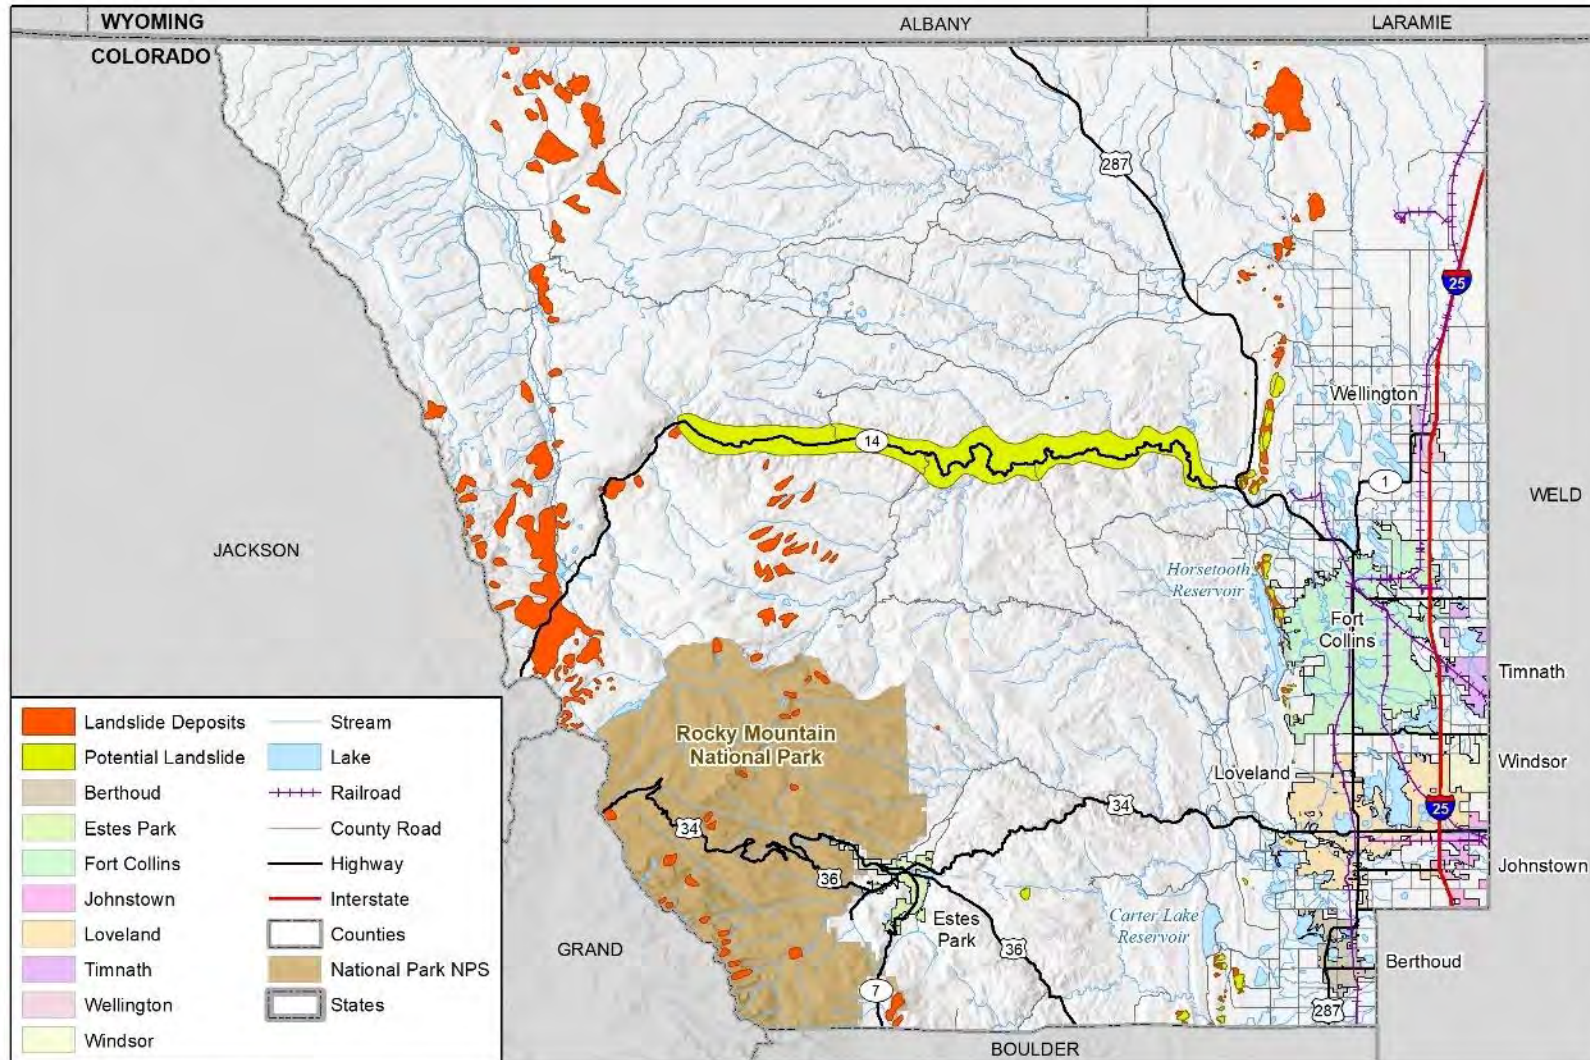 WYOMING
ALBANY
LARAMIE
COLORADO
287
25
Wellington
14
1
WELD
JACKSON
Horsetooth
Reservoir
Fort
Collins
Timnath
Rocky Mountain
National Park
Loveland
Windsor
34
25
34
36
Johnstown
Estes
Park
Carter Lake
Reservoir
36
GRAND
Berthoud
7
287
BOULDER
Landslide Deposits
Potential Landslide
Berthoud
Estes Park
Fort Collins
Johnstown
Loveland
Timnath
Wellington
Windsor
Stream
Lake
Railroad
County Road
Highway
Interstate
Counties
National Park NPS
States